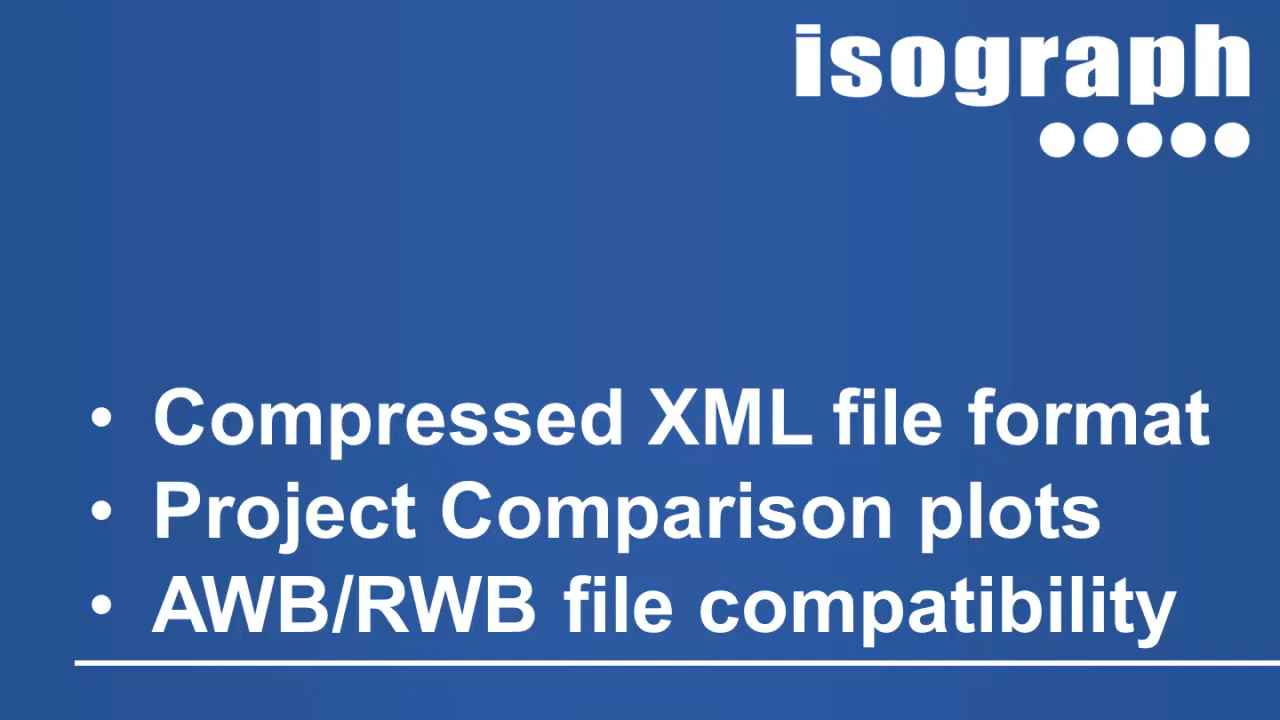 isograph
• Compressed XML file format
• Project Comparison plots
• AWB/RWB file compatibility